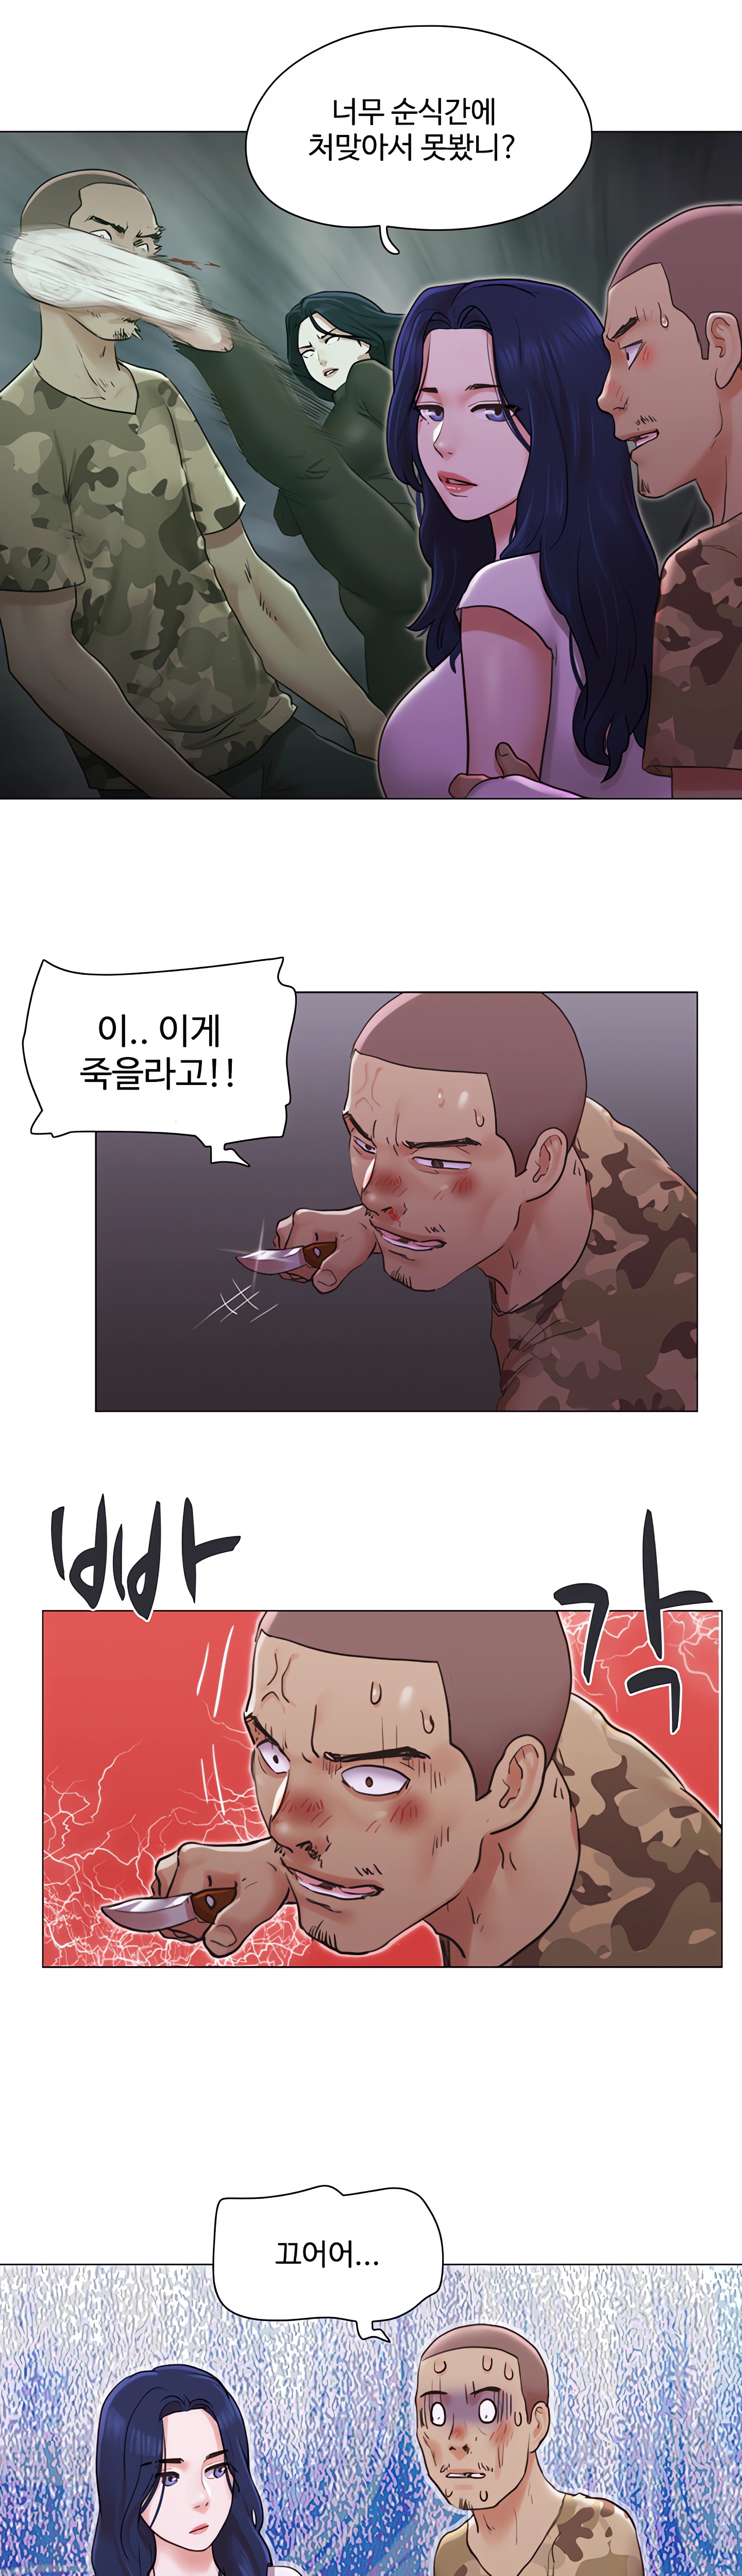 너무 순식간에
처맞아서 못봤니?
이.. 이게
죽을라고!!
빠각
끄어어...